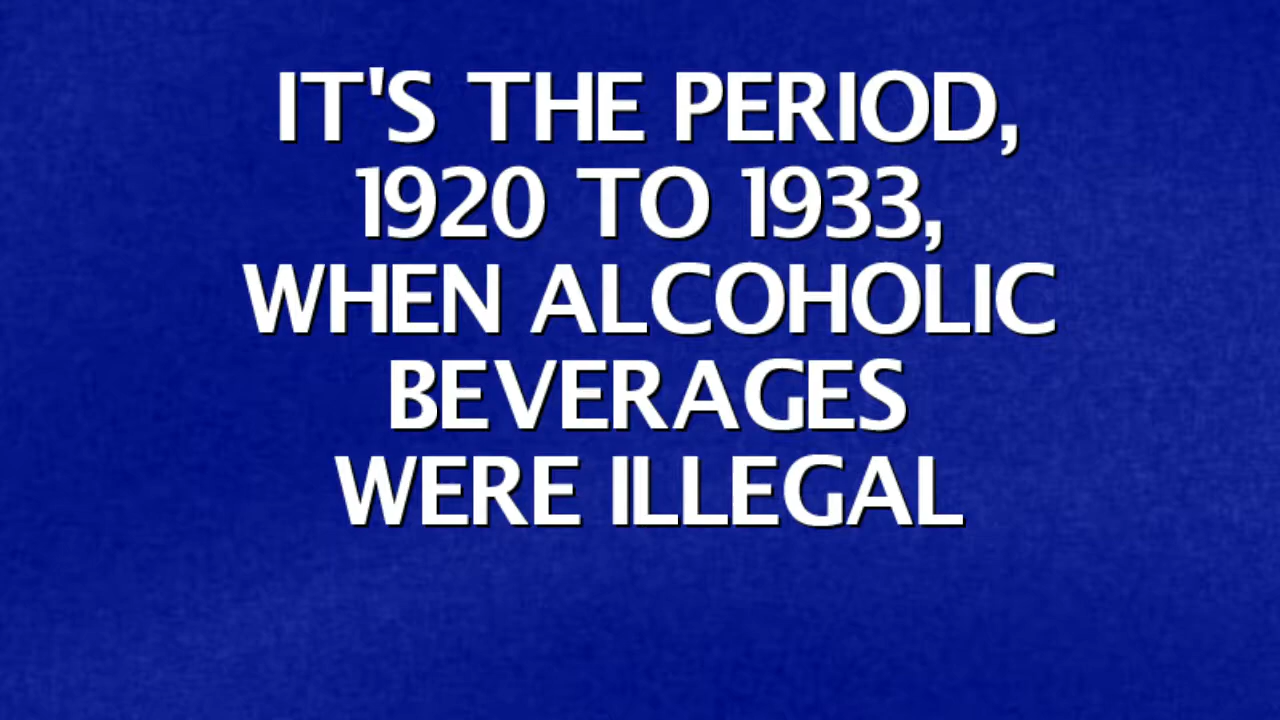 IT'S THE PERIOD,
1920 TO 1933,
WHEN ALCOHOLIC
BEVERAGES
WERE ILLEGAL